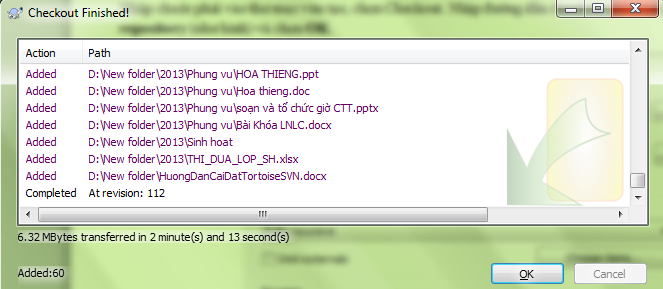 Checkout Finished!
Action Path
Added D:\New folder\2013\Phung vu\HOA THIENG.ppt
Added D:\New folder\2013\Phung vu\Hoa thieng.doc
Added D:\New folder\2013\Phung vu\soạn và tổ chức giờ CTT.pptx
Added D:\New folder\2013\Phung vu\Bài Khóa LNLC.docx
Added D:\New folder\2013\Sinh hoat
Added D:\New folder\2013\THI_DUA_LOP_SH.xlsx
Added D:\New folder\HuongDanCaiDatTortoiseSVN.docx
Completed At revision: 112
6.32 MBytes transferred in 2 minute(s) and 13 second(s)
Added:60
OK Cancel